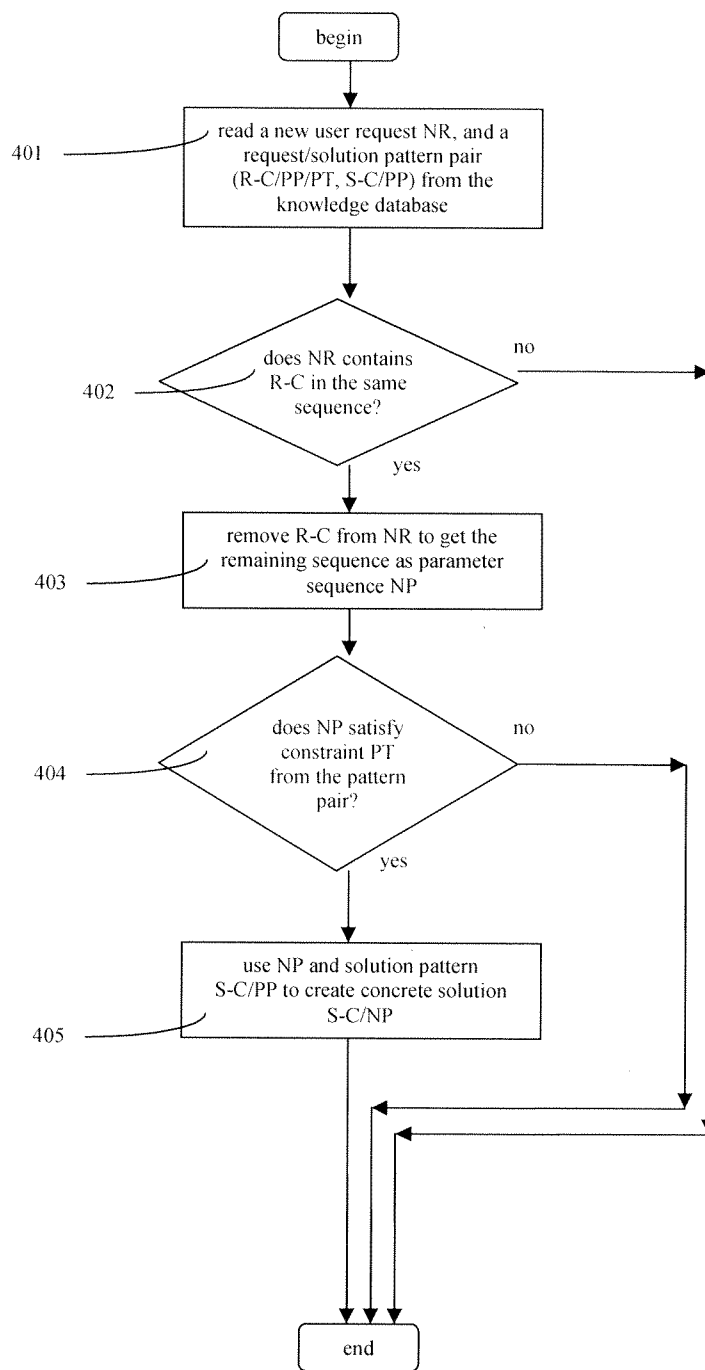 begin
401
read a new user request NR, and a
request/solution pattern pair
(R-C/PP/PT, S-C/PP) from the
knowledge database
402
does NR contains
R-C in the same
sequence?
no
yes
403
remove R-C from NR to get the
remaining sequence as parameter
sequence NP
404
does NP satisfy
constraint PT
from the pattern
pair?
no
yes
405
use NP and solution pattern
S-C/PP to create concrete solution
S-C/NP
end